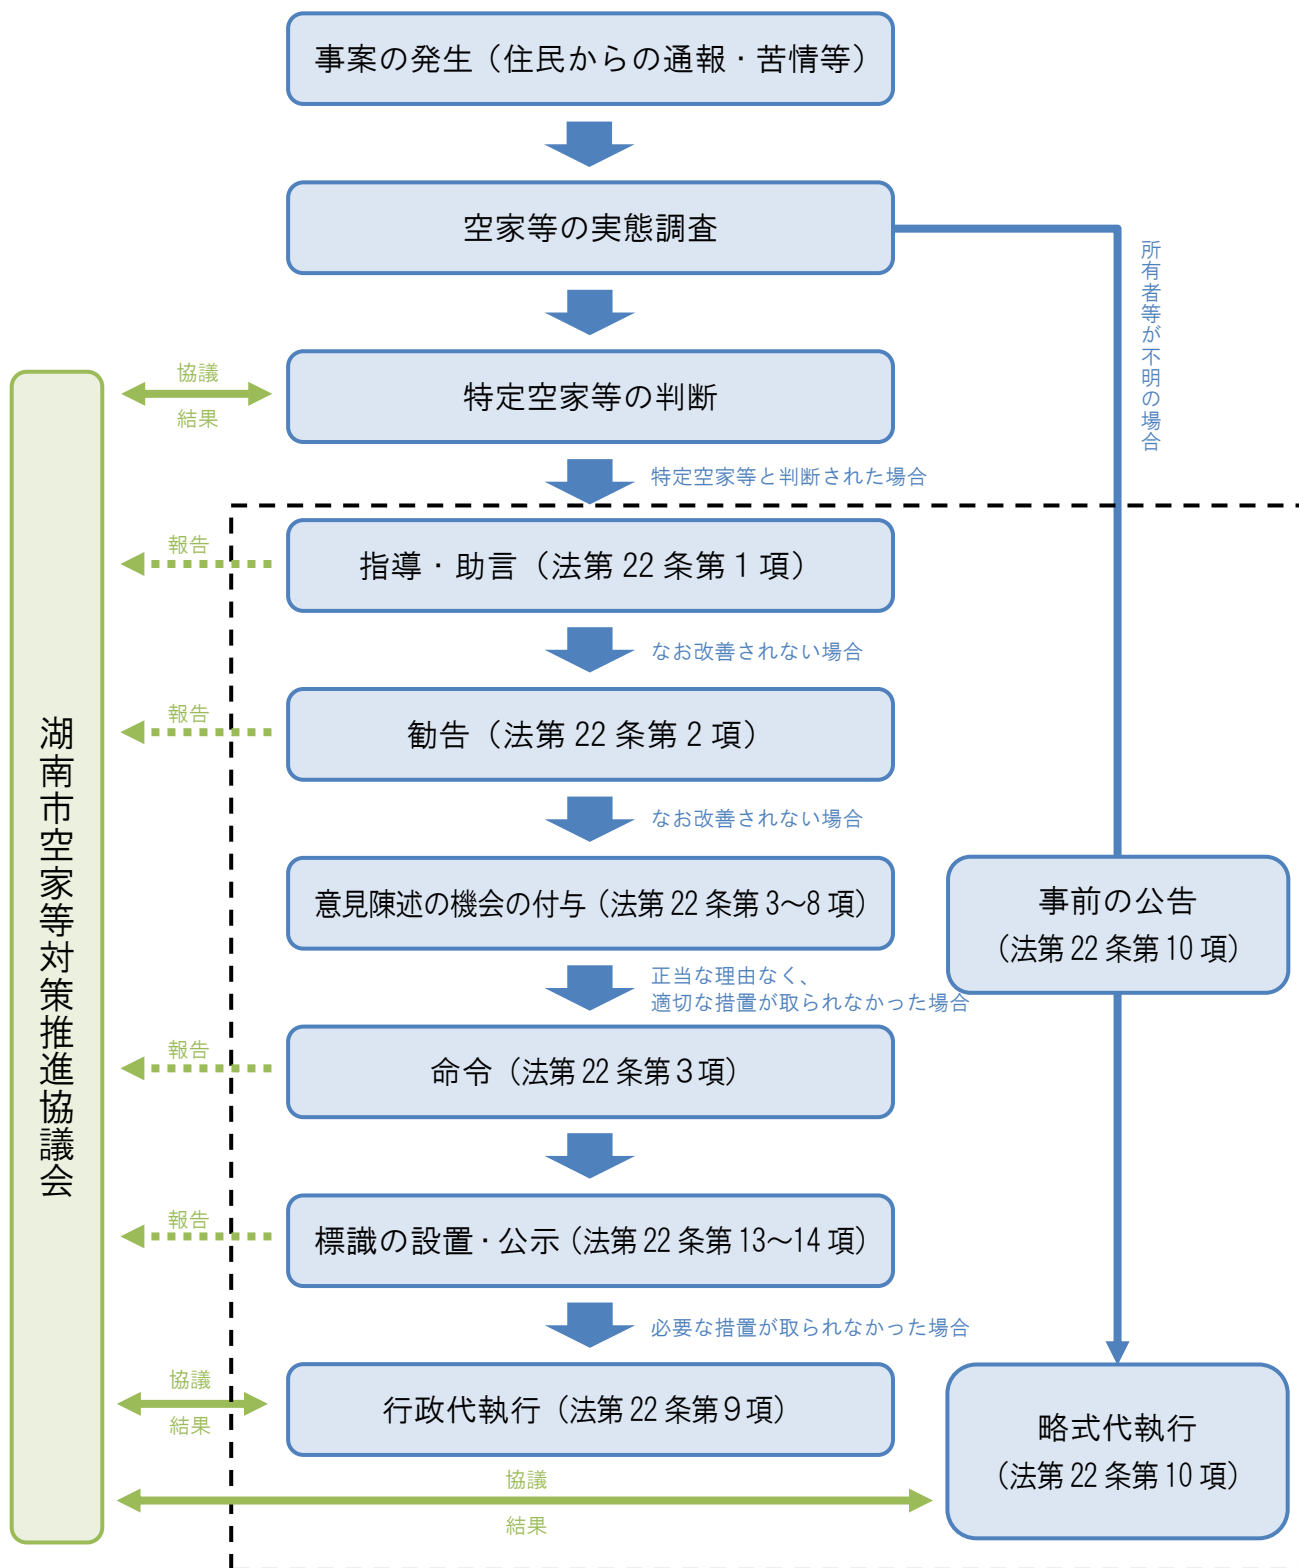 事案の発生（住民からの通報・苦情等）
空家等の実態調査
所有者等が不明の場合
協議
結果
特定空家等の判断
特定空家等と判断された場合
報告
指導・助言（法第 22 条第 1 項）
なお改善されない場合
報告
勧告（法第 22 条第 2 項）
なお改善されない場合
湖南市空家等対策推進協議会
意見陳述の機会の付与（法第 22 条第 3～8 項）
事前の公告
（法第 22 条第 10 項）
正当な理由なく、
適切な措置が取られなかった場合
報告
命令（法第 22 条第３項）
報告
標識の設置・公示（法第 22 条第 13～14 項）
必要な措置が取られなかった場合
協議
結果
行政代執行（法第 22 条第９項）
略式代執行
（法第 22 条第 10 項）
協議
結果